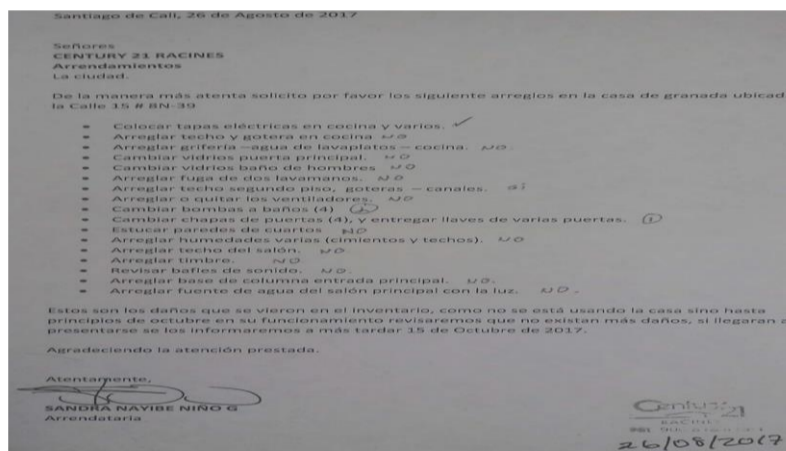 Santiago de Cali, 26 de Agosto de 2017
Señores
CENTURY 21 RACINES
Arrendamientos
La ciudad.
De la manera más atenta solicito por favor los siguiente arreglos en la casa de granada ubicad
la Calle 15 # 8N-39
Colocar tapas eléctricas en cocina y varios. ✓
Arreglar techo y gotera en cocina NO
Arreglar grifería –agua de lavaplatos – cocina. NO.
Cambiar vidrios puerta principal. NO
Cambiar vidrios baño de hombres NO
Arreglar fuga de dos lavamanos. NO
Arreglar techo segundo piso, goteras – canales. si
Arreglar o quitar los ventiladores. NO
Cambiar bombas a baños (4)
Cambiar chapas de puertas (4), y entregar llaves de varias puertas. 1
Estucar paredes de cuartos NO
Arreglar humedades varias (cimientos y techos). NO
Arreglar techo del salón. NO
Arreglar timbre. NO
Revisar bafles de sonido. NO.
Arreglar base de columna entrada principal. NO.
Arreglar fuente de agua del salón principal con la luz. NO.
Estos son los daños que se vieron en el inventario, como no se está usando la casa sino hasta
principios de octubre en su funcionamiento revisaremos que no existan más daños, si llegaran a
presentarse se los informaremos a más tardar 15 de Octubre de 2017.
Agradeciendo la atención prestada.
Atentamente,
SANDRA NAYIBE NIÑO G
Arrendataria
Century 21
RACINES
26/08/2017